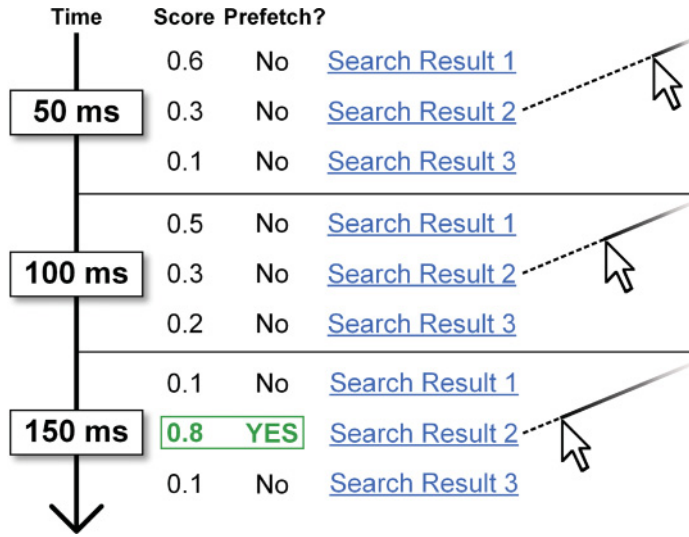 Time Score Prefetch?
0.6 No Search Result 1
50 ms 0.3 No Search Result 2
0.1 No Search Result 3
0.5 No Search Result 1
100 ms 0.3 No Search Result 2
0.2 No Search Result 3
0.1 No Search Result 1
150 ms 0.8 YES Search Result 2
0.1 No Search Result 3